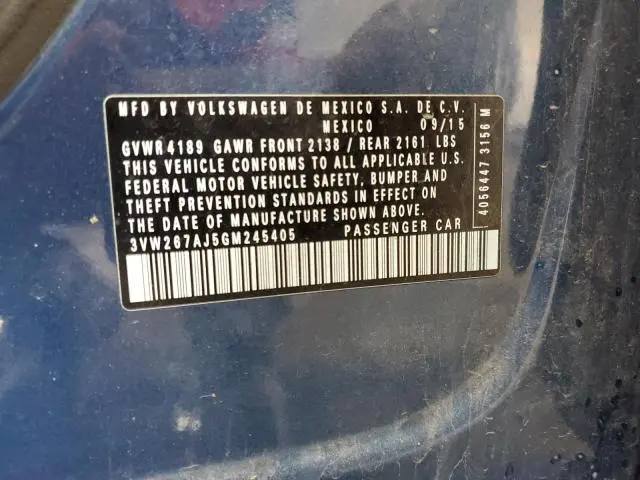 MFD BY VOLKSWAGEN DE MEXICO S.A. DE C.V.
MEXICO 09/15
GVWR 4189 GAWR FRONT 2138 / REAR 2161 LBS
THIS VEHICLE CONFORMS TO ALL APPLICABLE U.S.
FEDERAL MOTOR VEHICLE SAFETY, BUMPER AND
THEFT PREVENTION STANDARDS IN EFFECT ON
THE DATE OF MANUFACTURE SHOWN ABOVE.
3VW267AJ5GM245405 PASSENGER CAR
4056447 3156 M